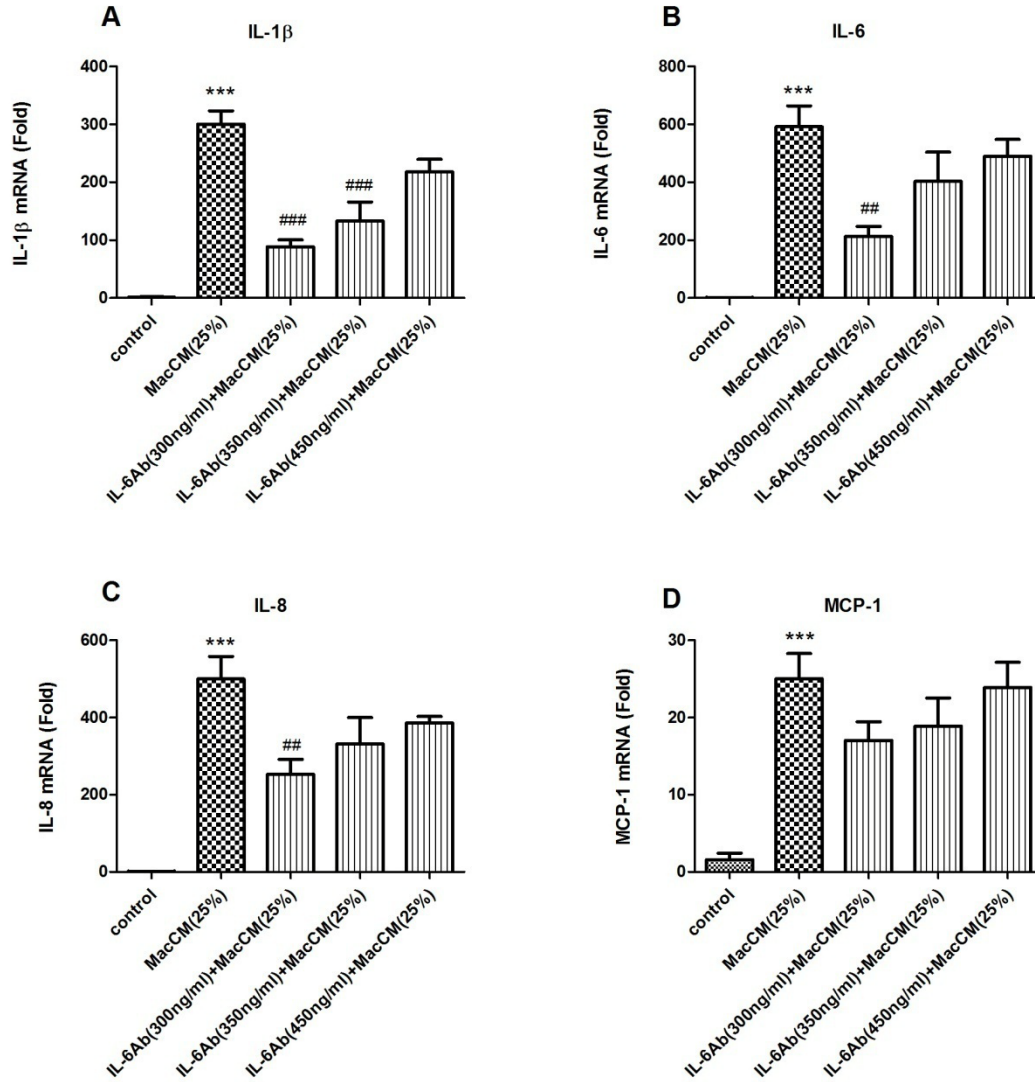 A
IL-1β
IL-1β mRNA (Fold)
400
300
200
100
0
***
###
###
control
MacCM(25%)
IL-6Ab(300ng/ml)+MacCM(25%)
IL-6Ab(350ng/ml)+MacCM(25%)
IL-6Ab(450ng/ml)+MacCM(25%)
B
IL-6
IL-6 mRNA (Fold)
800
600
400
200
0
***
##
control
MacCM(25%)
IL-6Ab(300ng/ml)+MacCM(25%)
IL-6Ab(350ng/ml)+MacCM(25%)
IL-6Ab(450ng/ml)+MacCM(25%)
C
IL-8
IL-8 mRNA (Fold)
600
400
200
0
***
##
control
MacCM(25%)
IL-6Ab(300ng/ml)+MacCM(25%)
IL-6Ab(350ng/ml)+MacCM(25%)
IL-6Ab(450ng/ml)+MacCM(25%)
D
MCP-1
MCP-1 mRNA (Fold)
30
20
10
0
***
control
MacCM(25%)
IL-6Ab(300ng/ml)+MacCM(25%)
IL-6Ab(350ng/ml)+MacCM(25%)
IL-6Ab(450ng/ml)+MacCM(25%)